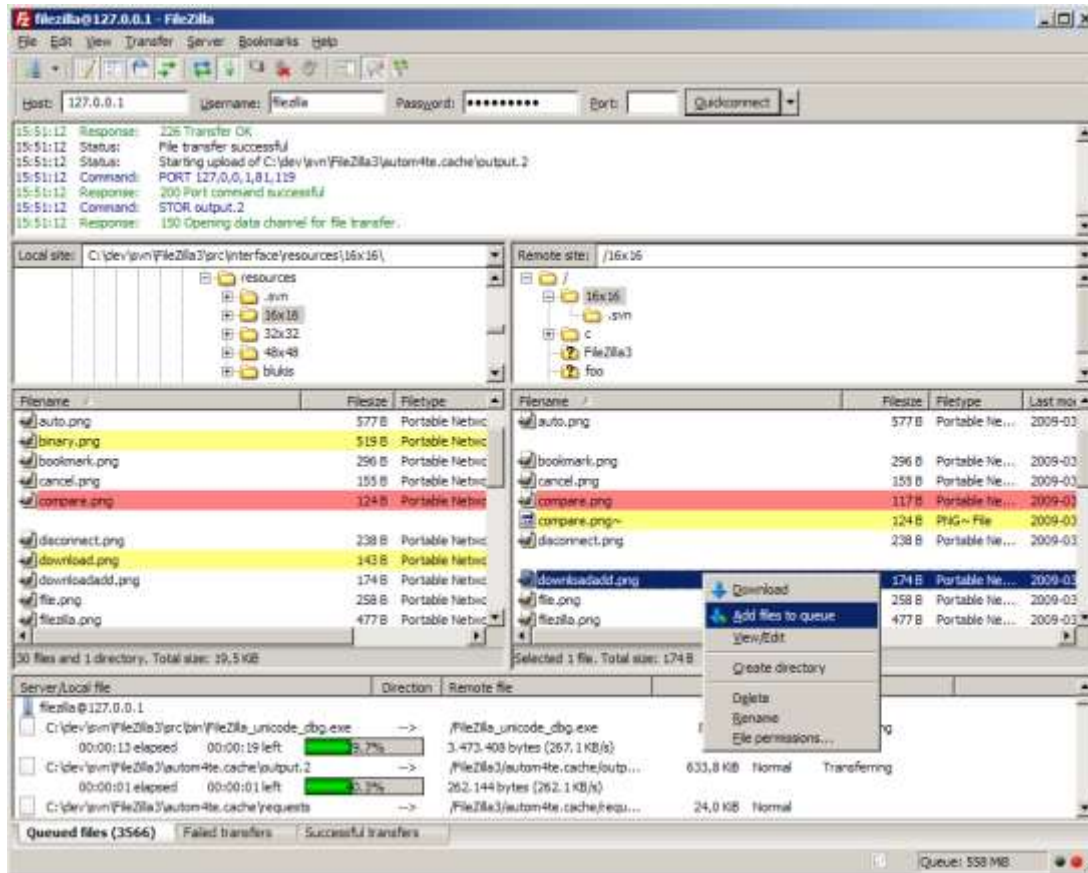 filezilla@127.0.0.1 - FileZilla
File Edit View Transfer Server Bookmarks Help
Host: 127.0.0.1 Username: filezilla Password: ••••••••• Port: Quickconnect
15:51:12 Response: 226 Transfer OK
15:51:12 Status: File transfer successful
15:51:12 Status: Starting upload of C:\dev\svn\FileZilla3\autom4te.cache\output.2
15:51:12 Command: PORT 127,0,0,1,81,119
15:51:12 Response: 200 Port command successful
15:51:12 Command: STOR output.2
15:51:12 Response: 150 Opening data channel for file transfer.
Local site: C:\dev\svn\FileZilla3\src\interface\resources\16x16\
resources
.svn
16x16
32x32
48x48
blukis
Remote site: /16x16
/
16x16
.svn
c
FileZilla3
foo
Filename Filesize Filetype
auto.png 577 B Portable Netwc
binary.png 519 B Portable Netwc
bookmark.png 296 B Portable Netwc
cancel.png 155 B Portable Netwc
compare.png 124 B Portable Netwc
disconnect.png 238 B Portable Netwc
download.png 143 B Portable Netwc
downloadadd.png 174 B Portable Netwc
file.png 258 B Portable Netwc
filezilla.png 477 B Portable Netwc
30 files and 1 directory. Total size: 19,5 KiB
Filename Filesize Filetype Last mo
auto.png 577 B Portable Ne... 2009-03
bookmark.png 296 B Portable Ne... 2009-03
cancel.png 155 B Portable Ne... 2009-03
compare.png 117 B Portable Ne... 2009-03
compare.png~ 124 B PNG~ File 2009-03
disconnect.png 238 B Portable Ne... 2009-03
downloadadd.png 174 B Portable Ne... 2009-03
file.png 258 B Portable Ne... 2009-03
filezilla.png 477 B Portable Ne... 2009-03
Selected 1 file. Total size: 174 B
Download
Add files to queue
View/Edit
Create directory
Delete
Rename
File permissions...
Server/Local file Direction Remote file
filezilla@127.0.0.1
C:\dev\svn\FileZilla3\src\bin\FileZilla_unicode_dbg.exe --> /FileZilla_unicode_dbg.exe
00:00:13 elapsed 00:00:19 left 39.7% 3.473.408 bytes (267.1 KB/s)
C:\dev\svn\FileZilla3\autom4te.cache\output.2 --> /FileZilla3/autom4te.cache/outp... 633,8 KiB Normal Transferring
00:00:01 elapsed 00:00:01 left 40.3% 262.144 bytes (262.1 KB/s)
C:\dev\svn\FileZilla3\autom4te.cache\requests --> /FileZilla3/autom4te.cache/requ... 24,0 KiB Normal
Queued files (3566) Failed transfers Successful transfers
Queue: 558 MiB